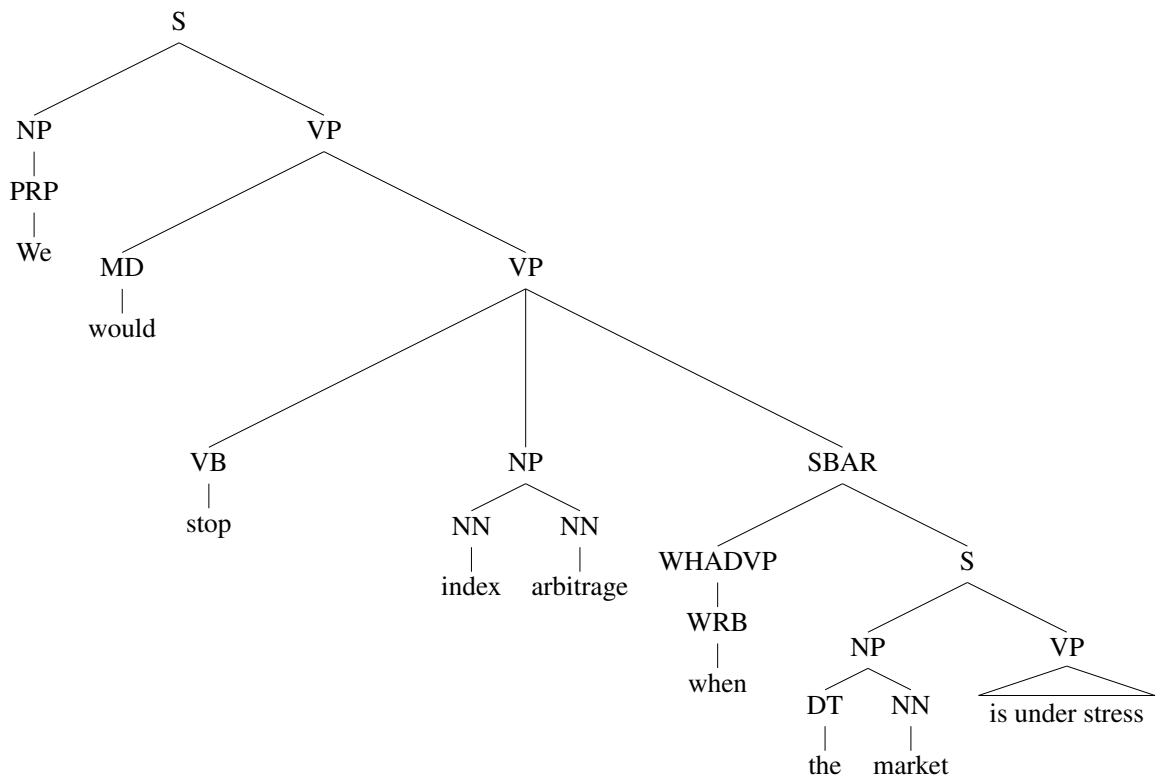 S
NP VP
PRP
We
MD VP
would
VB NP SBAR
stop
NN NN
index arbitrage
WHADVP S
WRB
when
NP VP
DT NN
is under stress
the market